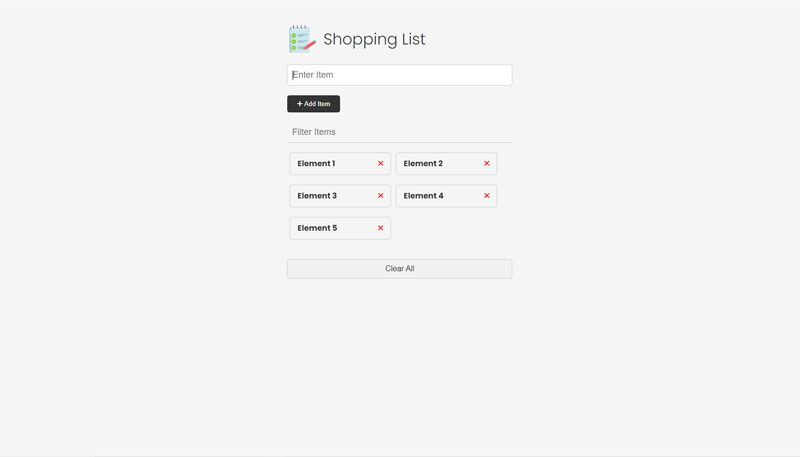 Shopping List
Enter Item
+ Add Item
Filter Items
Element 1
Element 2
Element 3
Element 4
Element 5
Clear All